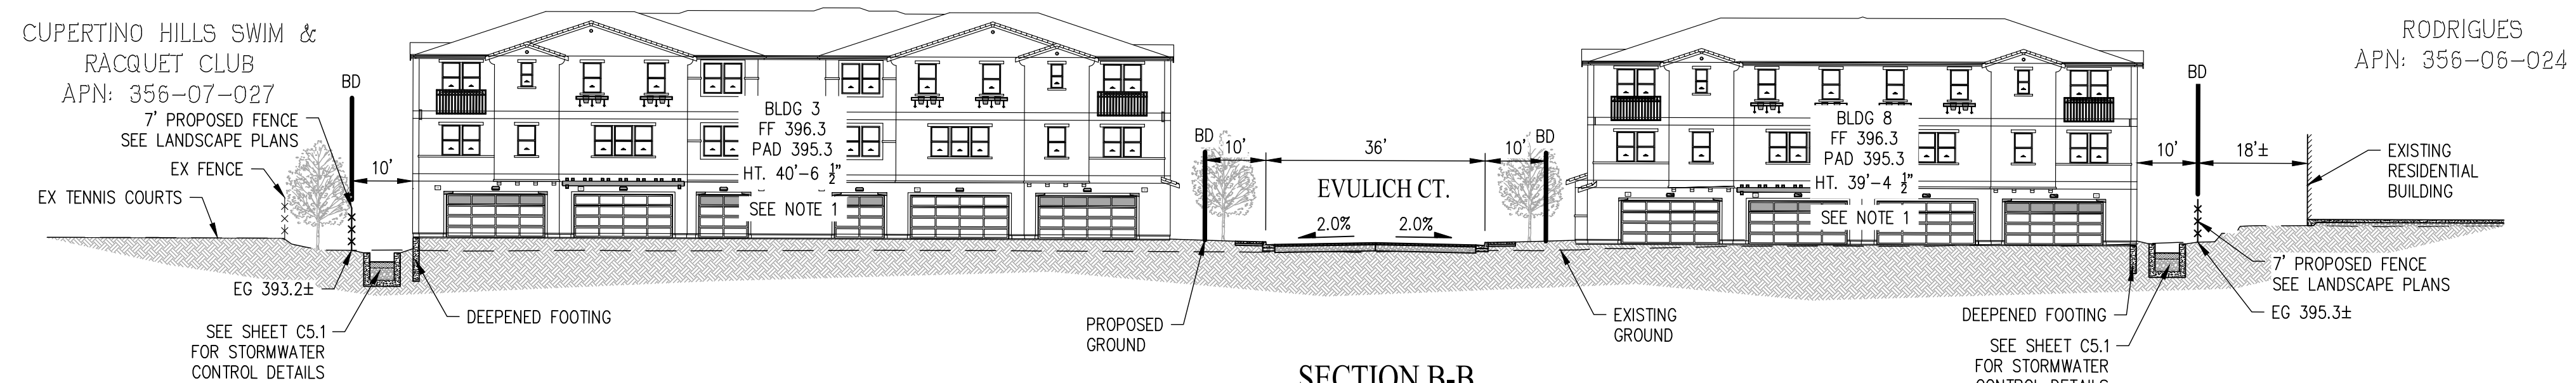 CUPERTINO HILLS SWIM &
RACQUET CLUB
APN: 356-07-027
BD
7' PROPOSED FENCE
SEE LANDSCAPE PLANS
EX FENCE
10'
EX TENNIS COURTS
EG 393.2±
SEE SHEET C5.1
FOR STORMWATER
CONTROL DETAILS
DEEPENED FOOTING
BLDG 3
FF 396.3
PAD 395.3
HT. 40'-6 ½"
SEE NOTE 1
BD
10'
36'
10'
BD
EVULICH CT.
2.0%
2.0%
PROPOSED
GROUND
EXISTING
GROUND
SECTION B-B
BLDG 8
FF 396.3
PAD 395.3
HT. 39'-4 ½"
SEE NOTE 1
RODRIGUES
APN: 356-06-024
BD
10'
18'±
EXISTING
RESIDENTIAL
BUILDING
7' PROPOSED FENCE
SEE LANDSCAPE PLANS
EG 395.3±
DEEPENED FOOTING
SEE SHEET C5.1
FOR STORMWATER
CONTROL DETAILS